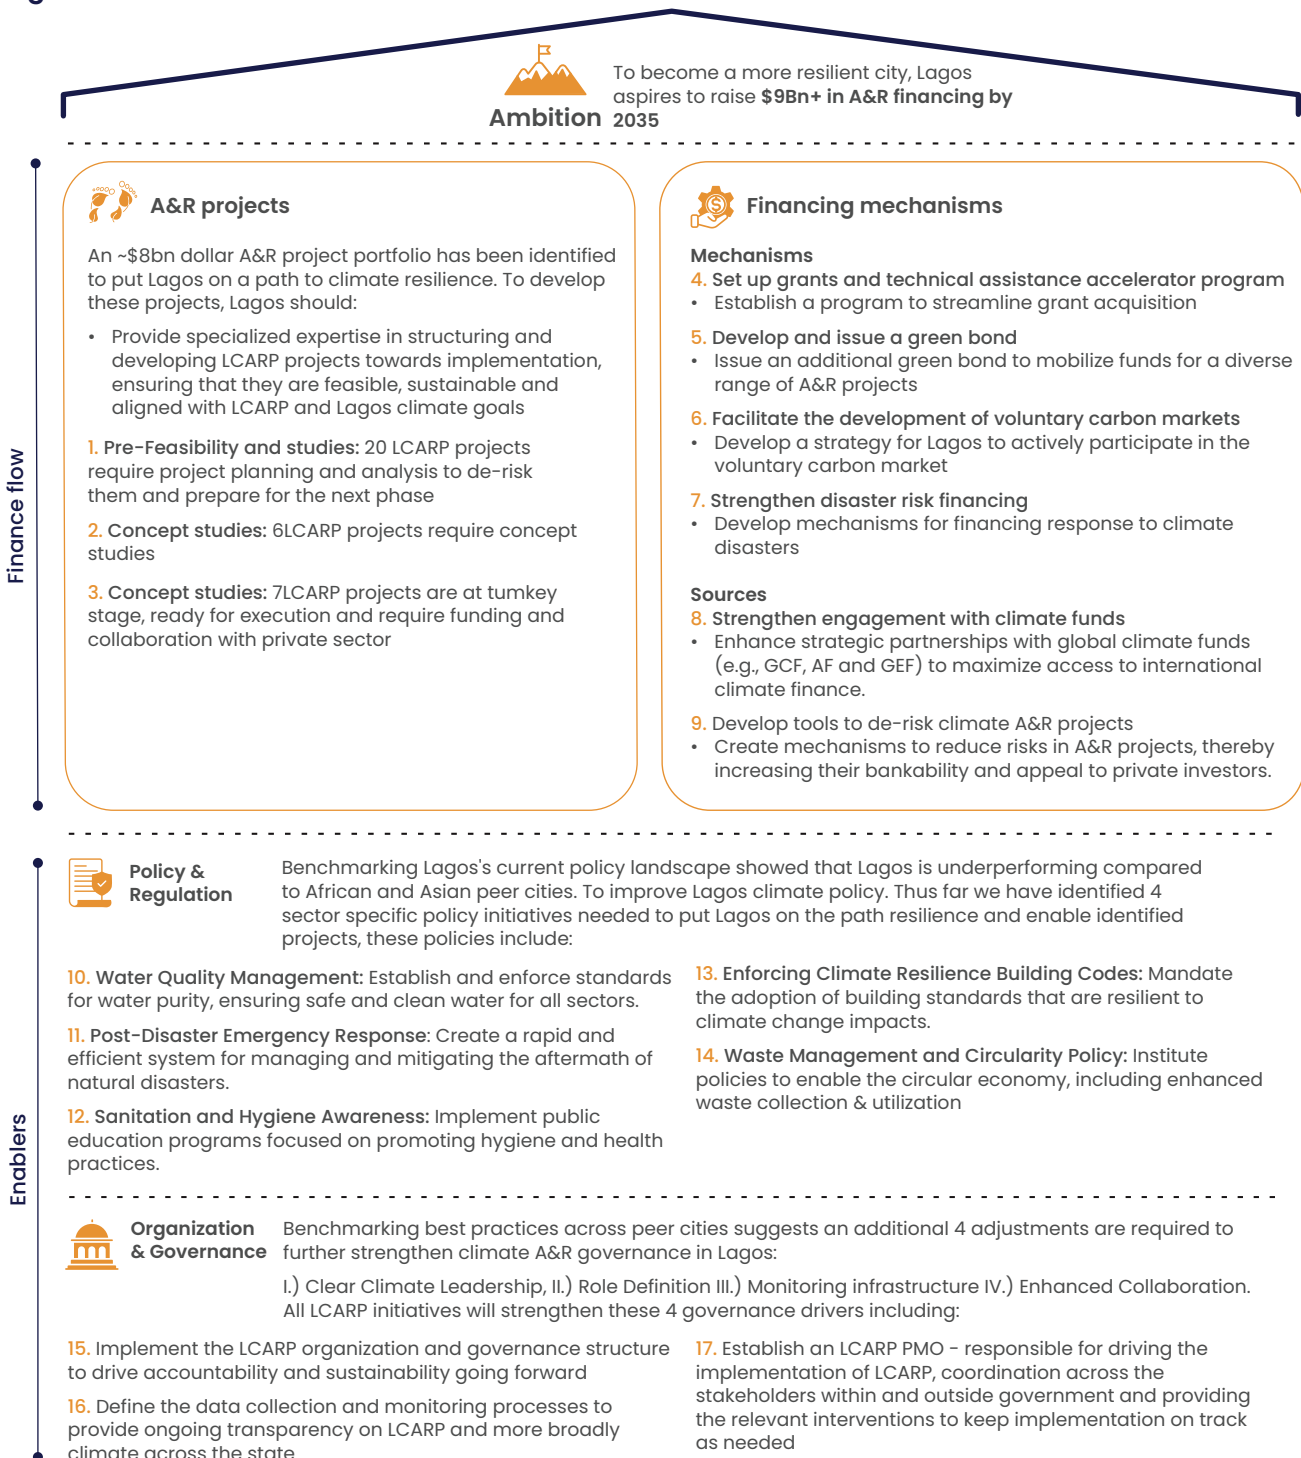 To become a more resilient city, Lagos
aspires to raise $9Bn+ in A&R financing by
2035
Ambition
Finance flow
A&R projects
An ~$8bn dollar A&R project portfolio has been identified
to put Lagos on a path to climate resilience. To develop
these projects, Lagos should:
• Provide specialized expertise in structuring and
developing LCARP projects towards implementation,
ensuring that they are feasible, sustainable and
aligned with LCARP and Lagos climate goals
1. Pre-Feasibility and studies: 20 LCARP projects
require project planning and analysis to de-risk
them and prepare for the next phase
2. Concept studies: 6LCARP projects require concept
studies
3. Concept studies: 7LCARP projects are at tumkey
stage, ready for execution and require funding and
collaboration with private sector
Financing mechanisms
Mechanisms
4. Set up grants and technical assistance accelerator program
• Establish a program to streamline grant acquisition
5. Develop and issue a green bond
• Issue an additional green bond to mobilize funds for a diverse
range of A&R projects
6. Facilitate the development of voluntary carbon markets
• Develop a strategy for Lagos to actively participate in the
voluntary carbon market
7. Strengthen disaster risk financing
• Develop mechanisms for financing response to climate
disasters
Sources
8. Strengthen engagement with climate funds
• Enhance strategic partnerships with global climate funds
(e.g., GCF, AF and GEF) to maximize access to international
climate finance.
9. Develop tools to de-risk climate A&R projects
• Create mechanisms to reduce risks in A&R projects, thereby
increasing their bankability and appeal to private investors.
Enablers
Policy &
Regulation
Benchmarking Lagos's current policy landscape showed that Lagos is underperforming compared
to African and Asian peer cities. To improve Lagos climate policy. Thus far we have identified 4
sector specific policy initiatives needed to put Lagos on the path resilience and enable identified
projects, these policies include:
10. Water Quality Management: Establish and enforce standards
for water purity, ensuring safe and clean water for all sectors.
11. Post-Disaster Emergency Response: Create a rapid and
efficient system for managing and mitigating the aftermath of
natural disasters.
12. Sanitation and Hygiene Awareness: Implement public
education programs focused on promoting hygiene and health
practices.
13. Enforcing Climate Resilience Building Codes: Mandate
the adoption of building standards that are resilient to
climate change impacts.
14. Waste Management and Circularity Policy: Institute
policies to enable the circular economy, including enhanced
waste collection & utilization
Organization
& Governance
Benchmarking best practices across peer cities suggests an additional 4 adjustments are required to
further strengthen climate A&R governance in Lagos:
I.) Clear Climate Leadership, II.) Role Definition III.) Monitoring infrastructure IV.) Enhanced Collaboration.
All LCARP initiatives will strengthen these 4 governance drivers including:
15. Implement the LCARP organization and governance structure
to drive accountability and sustainability going forward
16. Define the data collection and monitoring processes to
provide ongoing transparency on LCARP and more broadly
climate across the state
17. Establish an LCARP PMO - responsible for driving the
implementation of LCARP, coordination across the
stakeholders within and outside government and providing
the relevant interventions to keep implementation on track
as needed